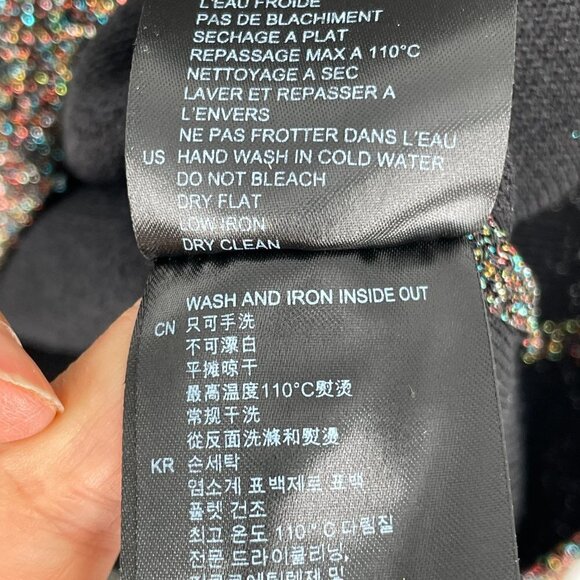 L'EAU FROIDE
PAS DE BLACHIMENT
SECHAGE A PLAT
REPASSAGE MAX A 110°C
NETTOYAGE A SEC
LAVER ET REPASSER A
L'ENVERS
NE PAS FROTTER DANS L'EAU
US HAND WASH IN COLD WATER
DO NOT BLEACH
DRY FLAT
LOW IRON
DRY CLEAN
WASH AND IRON INSIDE OUT
CN 只可手洗
不可漂白
平摊晾干
最高温度110°C熨烫
常规干洗
從反面洗滌和熨燙
KR 손세탁
염소계 표백제로 표백
플렛 건조
최고 온도 110°C 다림질
전문 드라이클리닝,